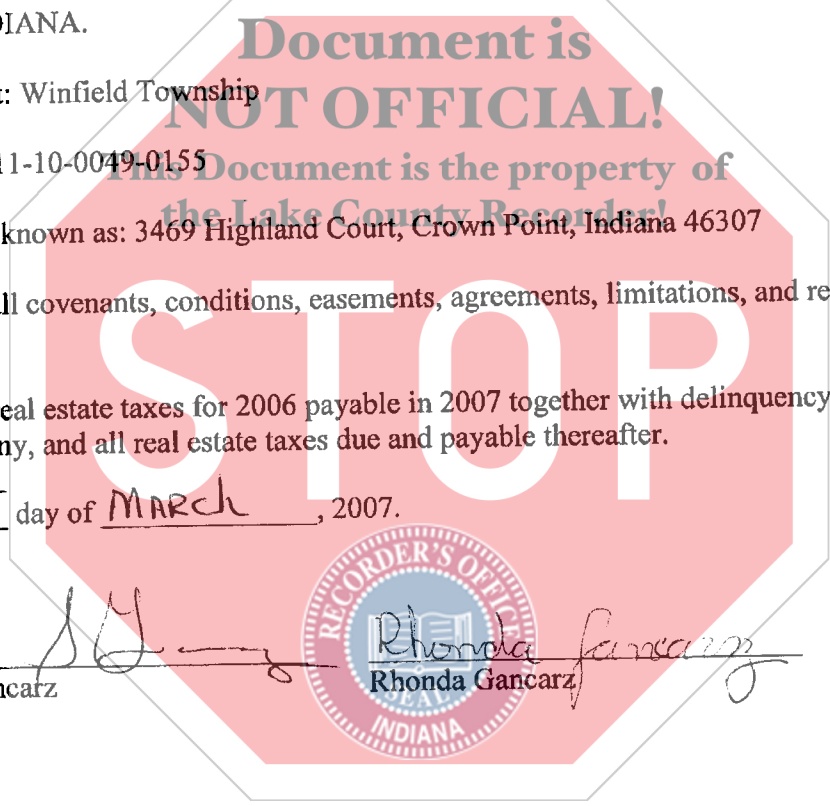 DIANA.
Document is
t: Winfield Township
NOT OFFICIAL!
11-10-0049-0155
This Document is the property of
the Lake County Recorder!
known as: 3469 Highland Court, Crown Point, Indiana 46307
ll covenants, conditions, easements, agreements, limitations, and re
STOP
eal estate taxes for 2006 payable in 2007 together with delinquency
ny, and all real estate taxes due and payable thereafter.
day of MARCH, 2007.
RECORDER'S OFFICE
Rhonda Gancarz
ncarz
Rhonda Gancarz
SEAL
INDIANA